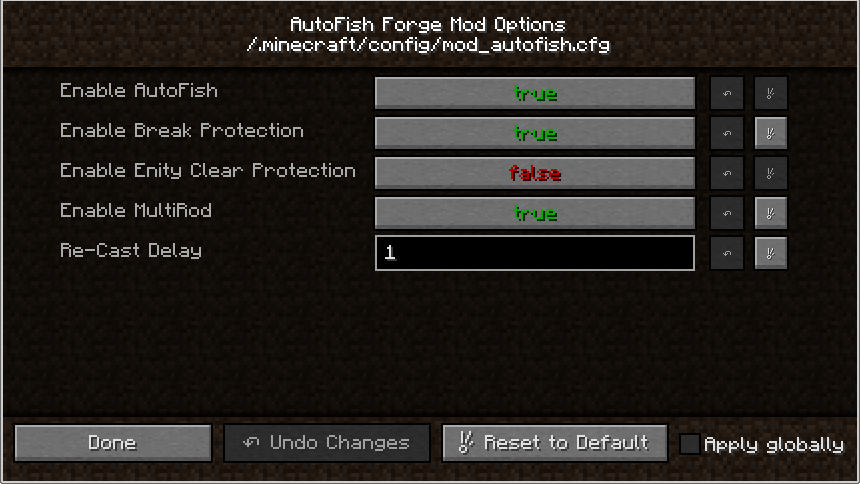 AutoFish Forge Mod Options
/.minecraft/config/mod_autofish.cfg
Enable AutoFish true
Enable Break Protection true
Enable Enity Clear Protection false
Enable MultiRod true
Re-Cast Delay 1
Done Undo Changes Reset to Default Apply globally